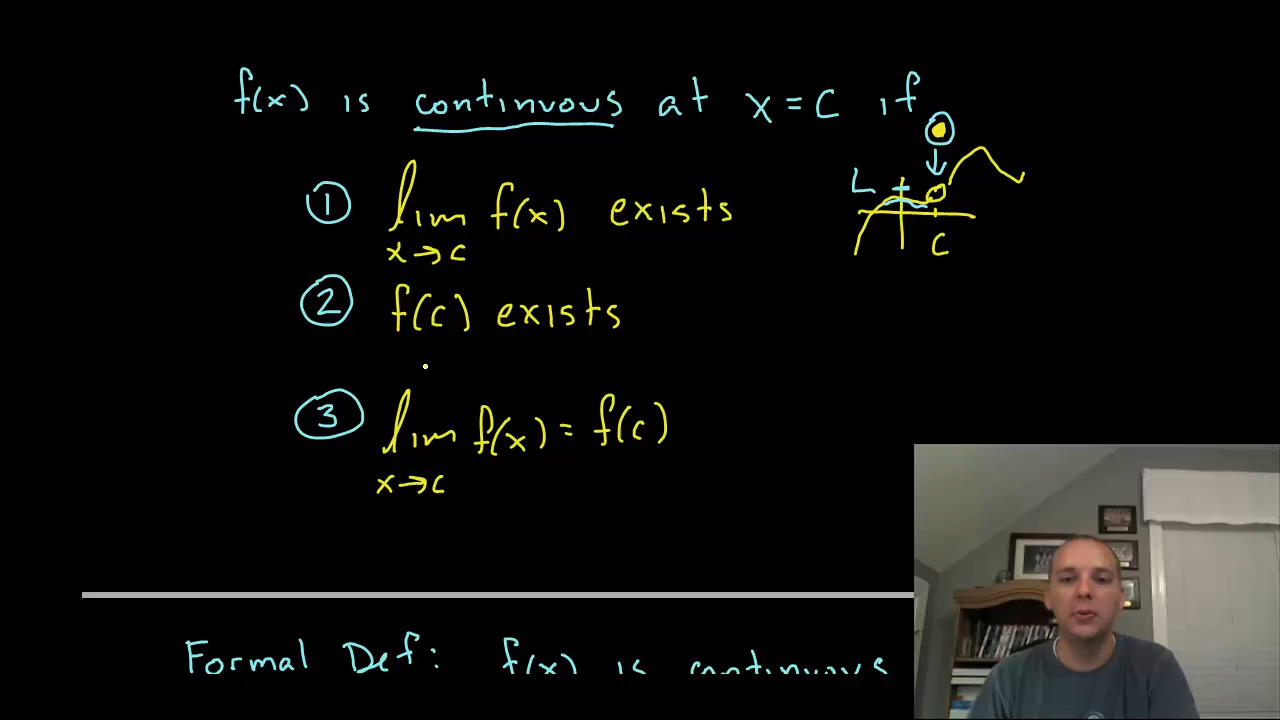 f(x) is continuous at x = c if
① lim f(x) exists
x→c
L
c
② f(c) exists
③ lim f(x) = f(c)
x→c
Formal Def: f(x) is continuous